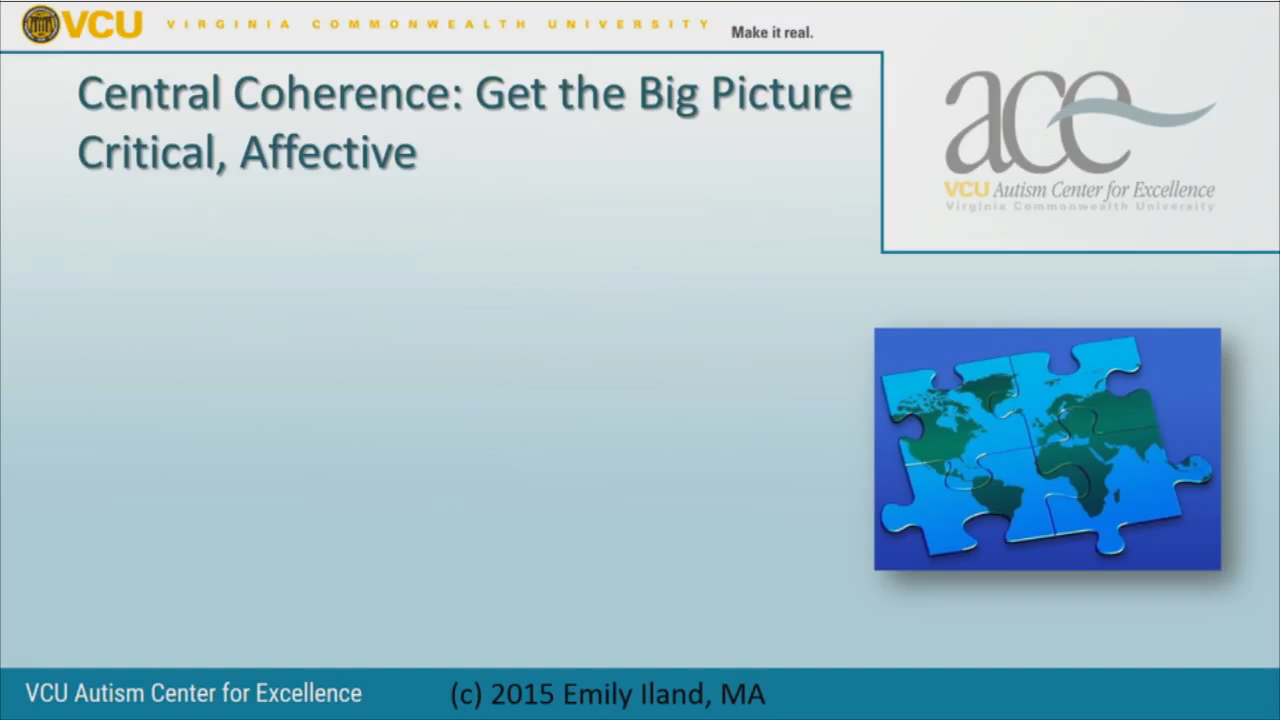 VCU VIRGINIA COMMONWEALTH UNIVERSITY Make it real.
Central Coherence: Get the Big Picture
Critical, Affective
ace
VCU Autism Center for Excellence
Virginia Commonwealth University
VCU Autism Center for Excellence (c) 2015 Emily Iland, MA